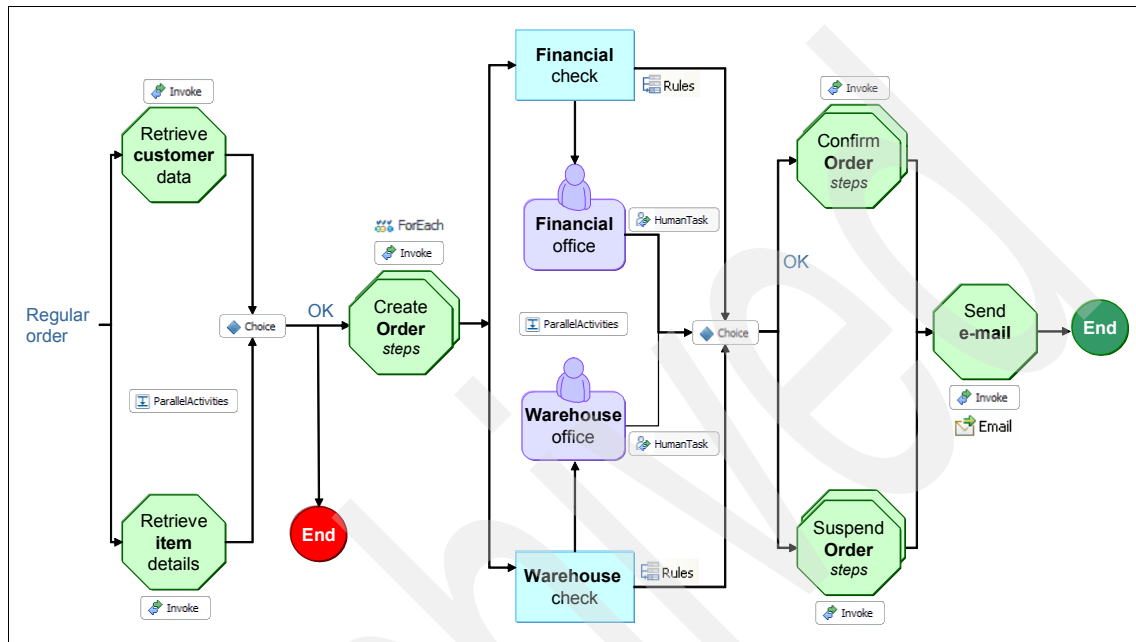 Regular
order
Invoke
Retrieve
customer
data
ParallelActivities
Retrieve
item
details
Invoke
Choice
OK
End
ForEach
Invoke
Create
Order
steps
Financial
check
Rules
Financial
office
HumanTask
ParallelActivities
Warehouse
office
HumanTask
Warehouse
check
Rules
Choice
OK
Invoke
Confirm
Order
steps
Suspend
Order
steps
Invoke
Send
e-mail
Invoke
Email
End